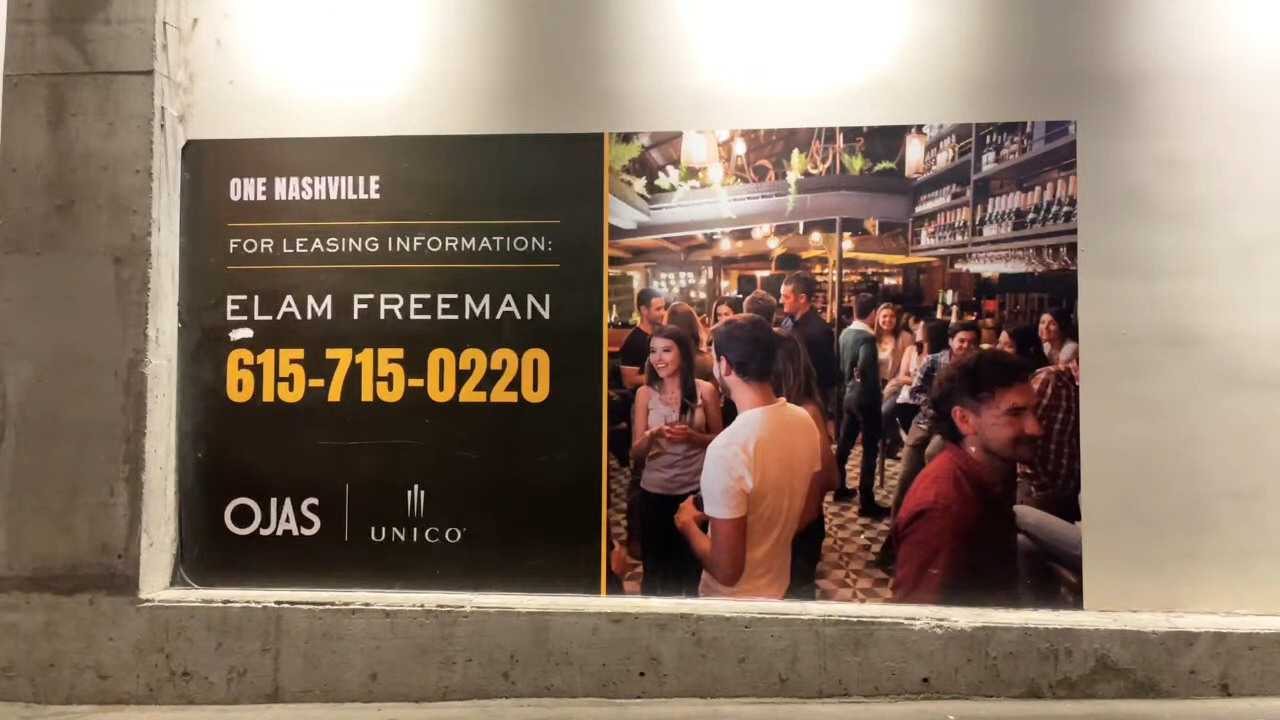 ONE NASHVILLE
FOR LEASING INFORMATION:
ELAM FREEMAN
615-715-0220
OJAS
UNICO